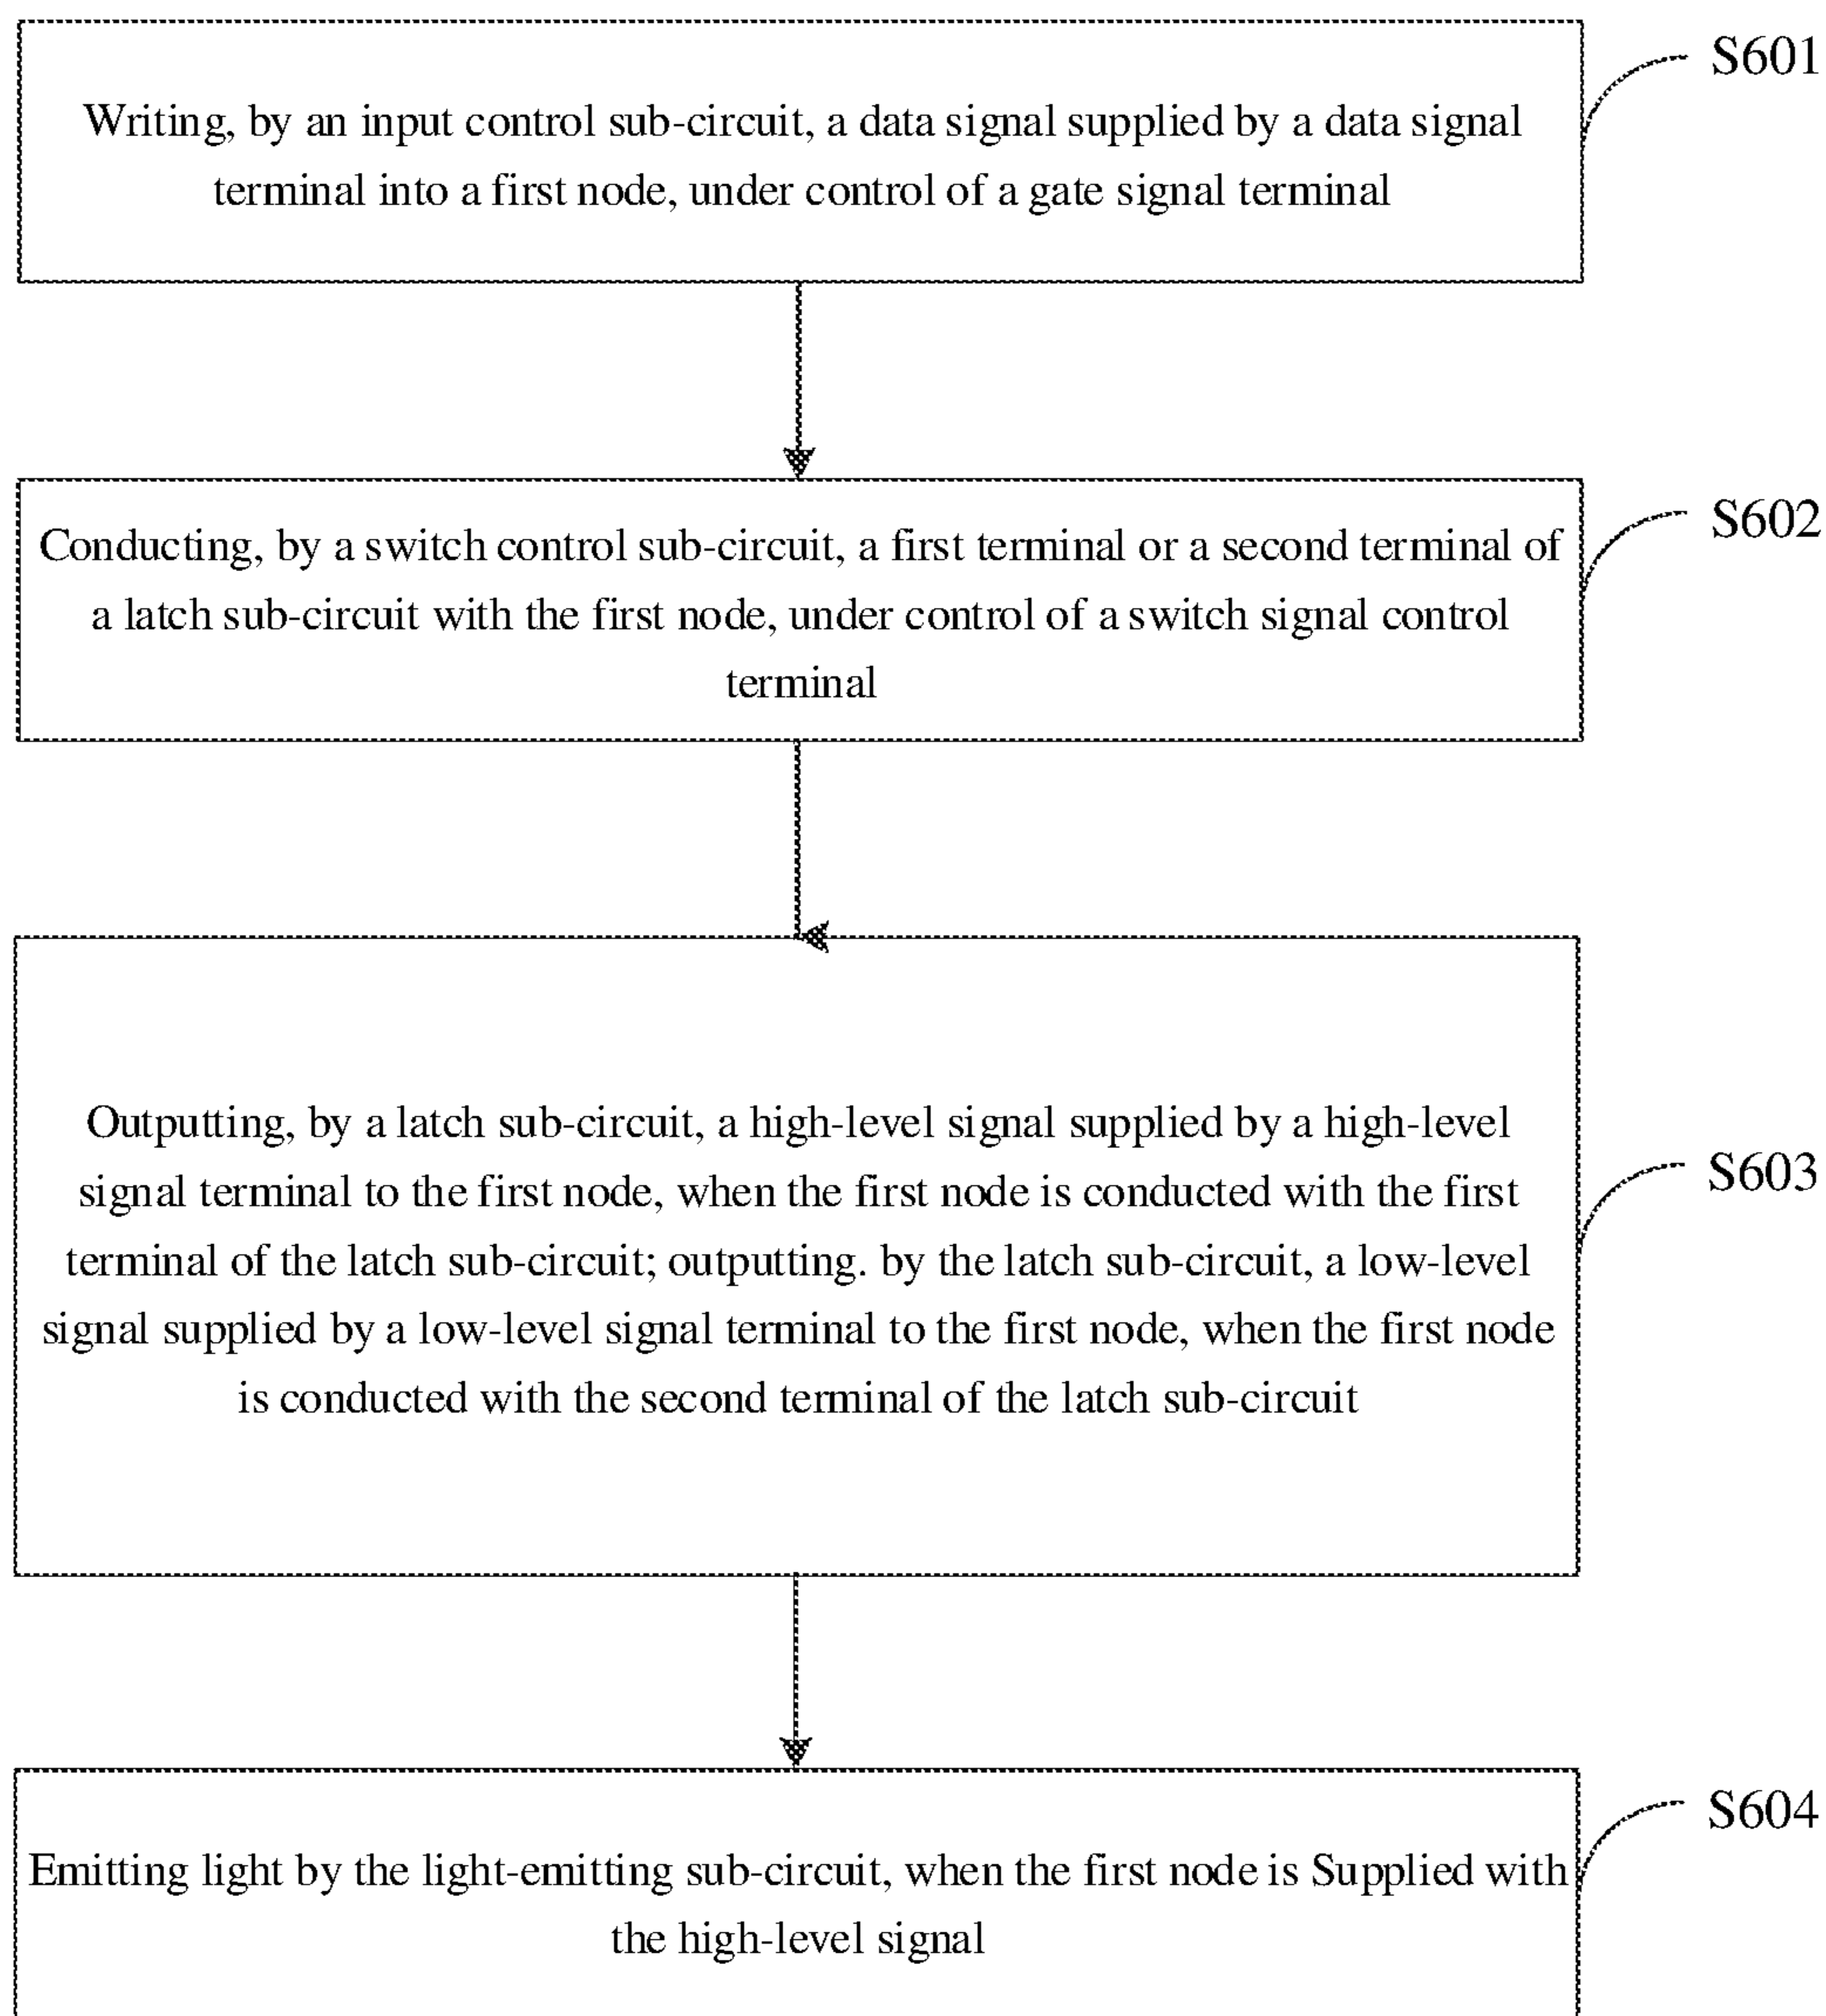 S601
Writing, by an input control sub-circuit, a data signal supplied by a data signal
terminal into a first node, under control of a gate signal terminal
S602
Conducting, by a switch control sub-circuit, a first terminal or a second terminal of
a latch sub-circuit with the first node, under control of a switch signal control
terminal
Outputting, by a latch sub-circuit, a high-level signal supplied by a high-level
S603
signal terminal to the first node, when the first node is conducted with the first
terminal of the latch sub-circuit; outputting. by the latch sub-circuit, a low-level
signal supplied by a low-level signal terminal to the first node, when the first node
is conducted with the second terminal of the latch sub-circuit
S604
Emitting light by the light-emitting sub-circuit, when the first node is Supplied with
the high-level signal